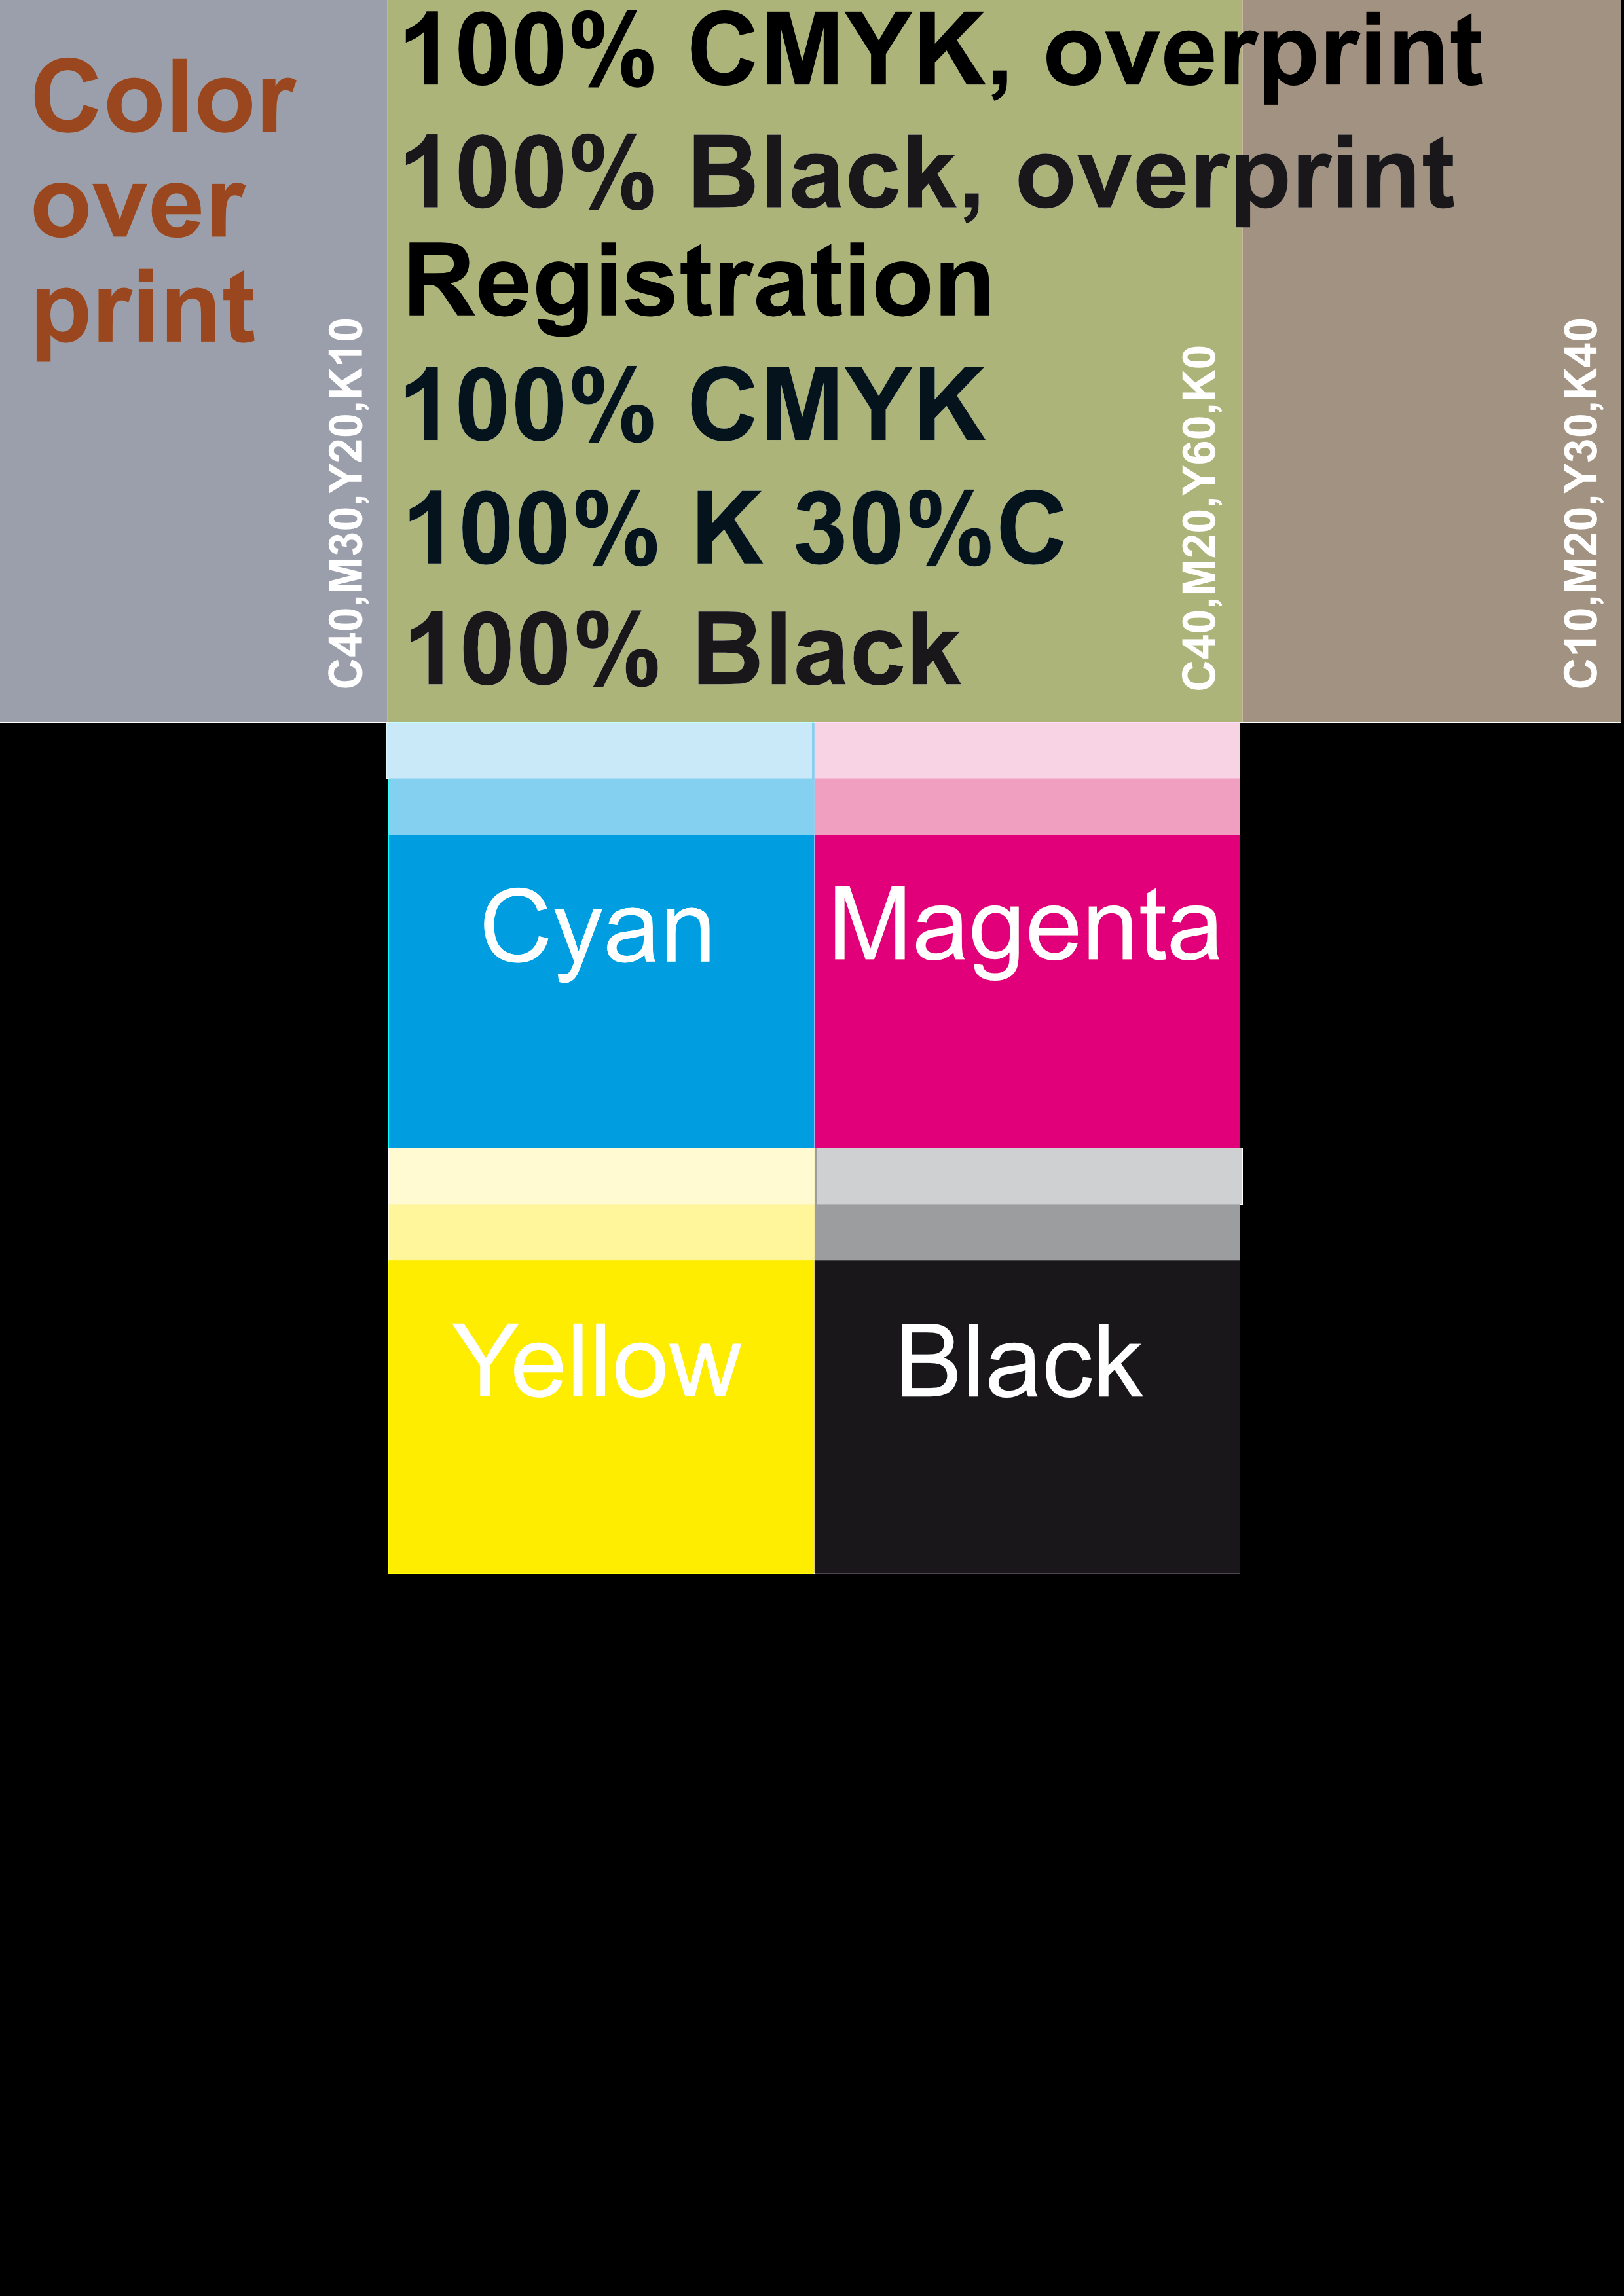 Color
over
print
C40,M30,Y20,K10
100% CMYK, overprint
100% Black, overprint
Registration
100% CMYK
100% K 30%C
100% Black
C40,M20,Y60,K0
C10,M20,Y30,K40
Cyan
Magenta
Yellow
Black